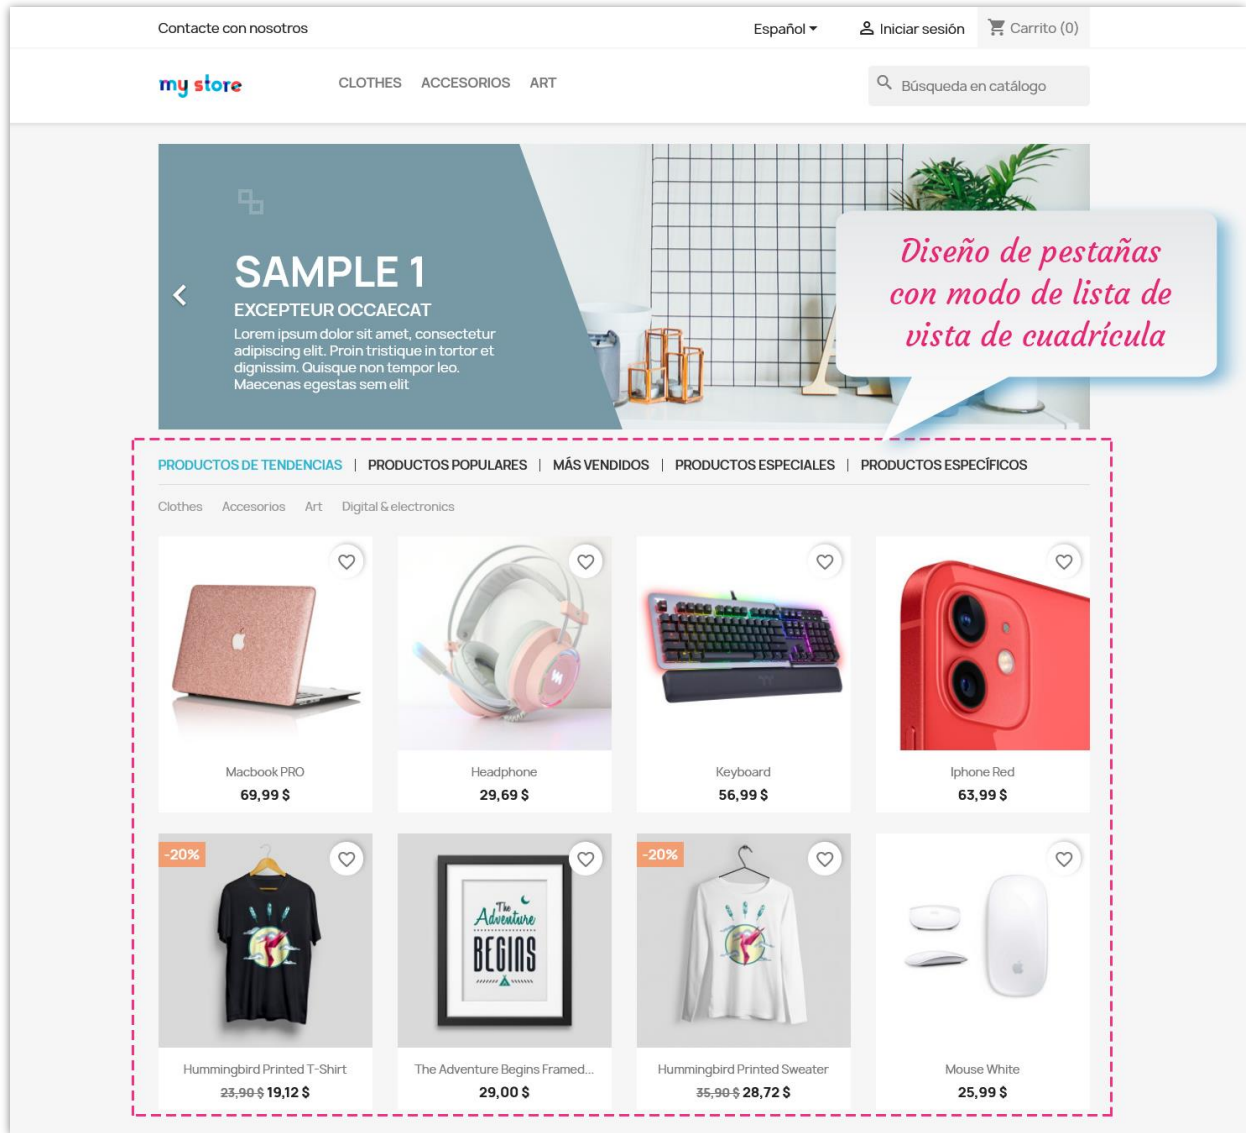 Contacte con nosotros
Español
Iniciar sesión
Carrito (0)
my store
CLOTHES
ACCESORIOS
ART
Búsqueda en catálogo
SAMPLE 1
EXCEPTEUR OCCAECAT
Lorem ipsum dolor sit amet, consectetur
adipiscing elit. Proin tristique in tortor et
dignissim. Quisque non tempor leo.
Maecenas egestas sem elit
Diseño de pestañas
con modo de lista de
vista de cuadrícula
PRODUCTOS DE TENDENCIAS | PRODUCTOS POPULARES | MÁS VENDIDOS | PRODUCTOS ESPECIALES | PRODUCTOS ESPECÍFICOS
Clothes
Accesorios
Art
Digital & electronics
Macbook PRO
69,99 $
Headphone
29,69 $
Keyboard
56,99 $
Iphone Red
63,99 $
-20%
Hummingbird Printed T-Shirt
23,90 $ 19,12 $
The
Adventure
BEGINS
The Adventure Begins Framed...
29,00 $
-20%
Hummingbird Printed Sweater
35,90 $ 28,72 $
Mouse White
25,99 $